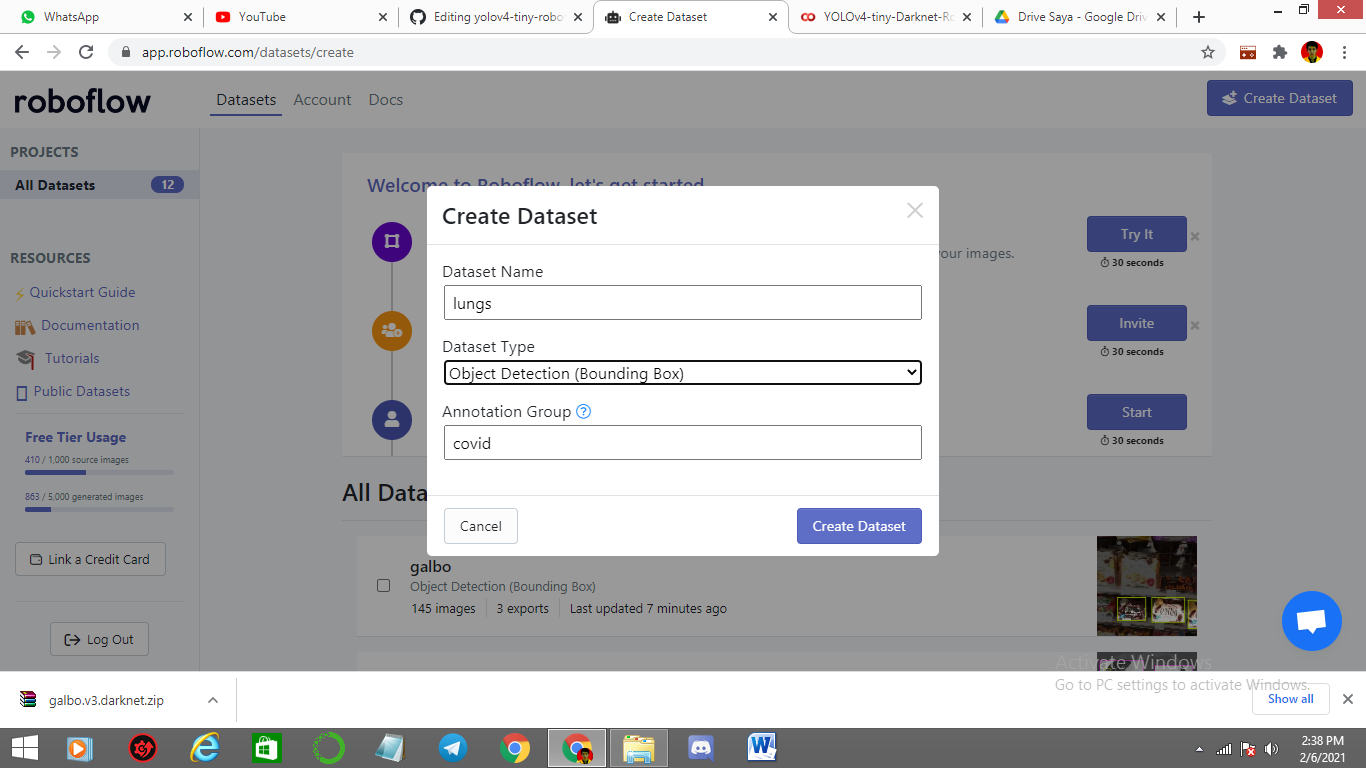 WhatsApp
YouTube
Editing yolov4-tiny-robo
Create Dataset
YOLOv4-tiny-Darknet-Ro
Drive Saya - Google Driv
app.roboflow.com/datasets/create
roboflow
Datasets
Account
Docs
Create Dataset
PROJECTS
All Datasets
12
RESOURCES
Quickstart Guide
Documentation
Tutorials
Public Datasets
Free Tier Usage
410 / 1,000 source images
863 / 5,000 generated images
Link a Credit Card
Log Out
Welcome to Roboflow, let's get started
your images.
Try It
30 seconds
Invite
30 seconds
Start
30 seconds
Create Dataset
Dataset Name
lungs
Dataset Type
Object Detection (Bounding Box)
Annotation Group ?
covid
Cancel
Create Dataset
All Data
galbo
Object Detection (Bounding Box)
145 images
3 exports
Last updated 7 minutes ago
Activate Windows
Go to PC settings to activate Windows.
galbo.v3.darknet.zip
Show all
2:38 PM
2/6/2021